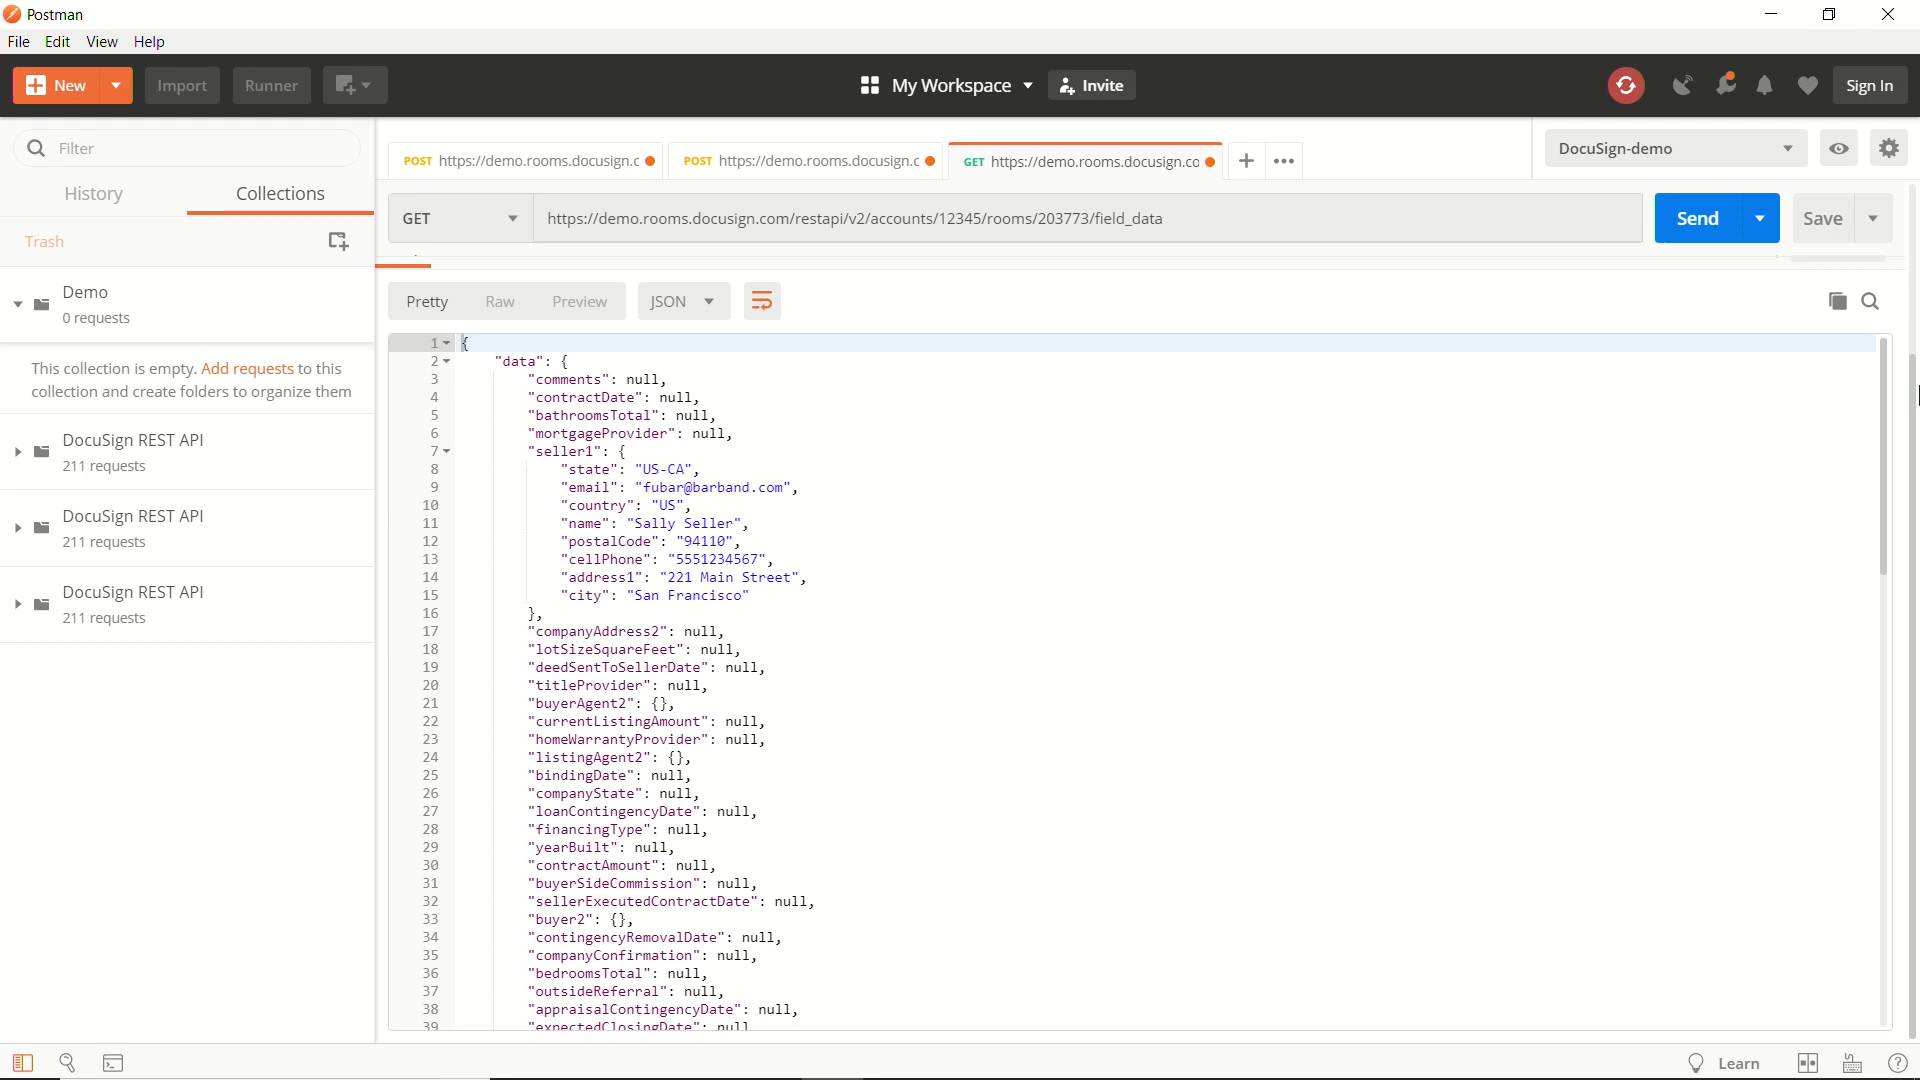 Postman
File Edit View Help
New Import Runner My Workspace Invite Sign In
Filter
History Collections
Trash
Demo
0 requests
This collection is empty. Add requests to this
collection and create folders to organize them
DocuSign REST API
211 requests
DocuSign REST API
211 requests
DocuSign REST API
211 requests
POST https://demo.rooms.docusign.c POST https://demo.rooms.docusign.c GET https://demo.rooms.docusign.co
DocuSign-demo
GET https://demo.rooms.docusign.com/restapi/v2/accounts/12345/rooms/203773/field_data Send Save
Pretty Raw Preview JSON
1 {
2 "data": {
3 "comments": null,
4 "contractDate": null,
5 "bathroomsTotal": null,
6 "mortgageProvider": null,
7 "seller1": {
8 "state": "US-CA",
9 "email": "fubar@barband.com",
10 "country": "US",
11 "name": "Sally Seller",
12 "postalCode": "94110",
13 "cellPhone": "5551234567",
14 "address1": "221 Main Street",
15 "city": "San Francisco"
16 },
17 "companyAddress2": null,
18 "lotSizeSquareFeet": null,
19 "deedSentToSellerDate": null,
20 "titleProvider": null,
21 "buyerAgent2": {},
22 "currentListingAmount": null,
23 "homeWarrantyProvider": null,
24 "listingAgent2": {},
25 "bindingDate": null,
26 "companyState": null,
27 "loanContingencyDate": null,
28 "financingType": null,
29 "yearBuilt": null,
30 "contractAmount": null,
31 "buyerSideCommission": null,
32 "sellerExecutedContractDate": null,
33 "buyer2": {},
34 "contingencyRemovalDate": null,
35 "companyConfirmation": null,
36 "bedroomsTotal": null,
37 "outsideReferral": null,
38 "appraisalContingencyDate": null,
39 "expectedClosingDate": null
Learn